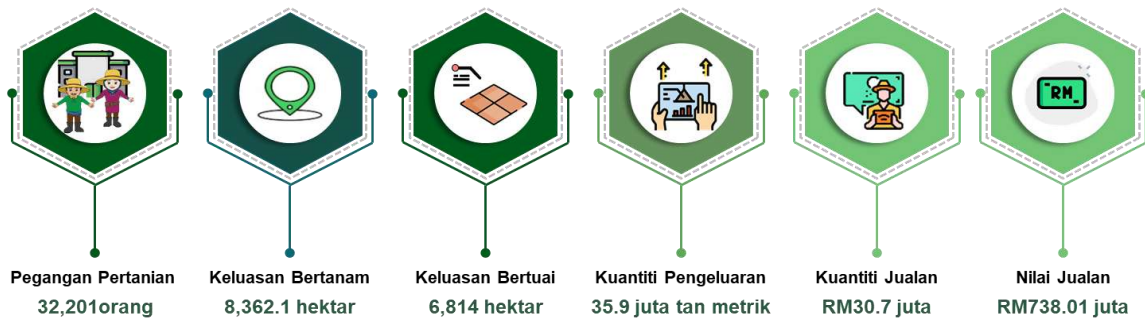 RM
Pegangan Pertanian
32,201orang
Keluasan Bertanam
8,362.1 hektar
Keluasan Bertuai
6,814 hektar
Kuantiti Pengeluaran
35.9 juta tan metrik
Kuantiti Jualan
RM30.7 juta
Nilai Jualan
RM738.01 juta